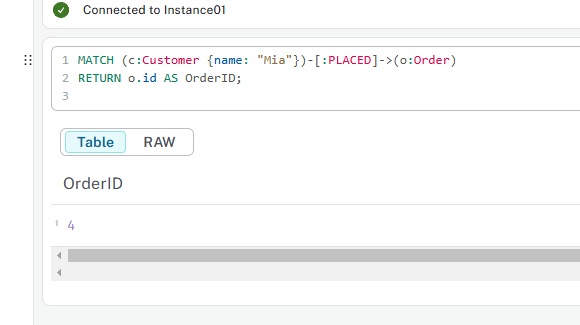 Connected to Instance01
1 MATCH (c:Customer {name: "Mia"})-[:PLACED]->(o:Order)
2 RETURN o.id AS OrderID;
3
Table RAW
OrderID
1 4